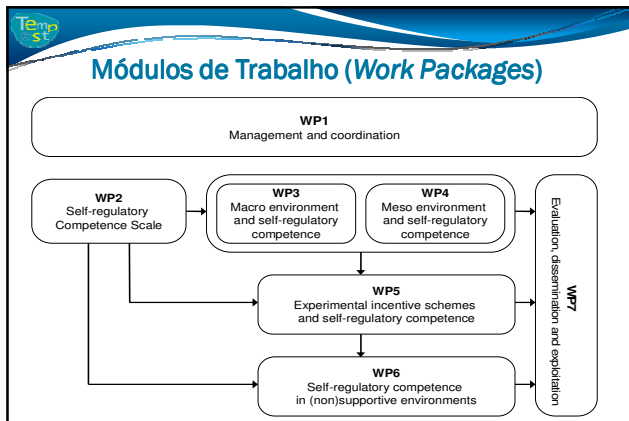 Temp
st
Módulos de Trabalho (Work Packages)
WP1
Management and coordination
WP2
Self-regulatory
Competence Scale
WP3
Macro environment
and self-regulatory
competence
WP4
Meso environment
and self-regulatory
competence
WP5
Experimental incentive schemes
and self-regulatory competence
WP6
Self-regulatory competence
in (non)supportive environments
WP7
Evaluation, dissemination and exploitation